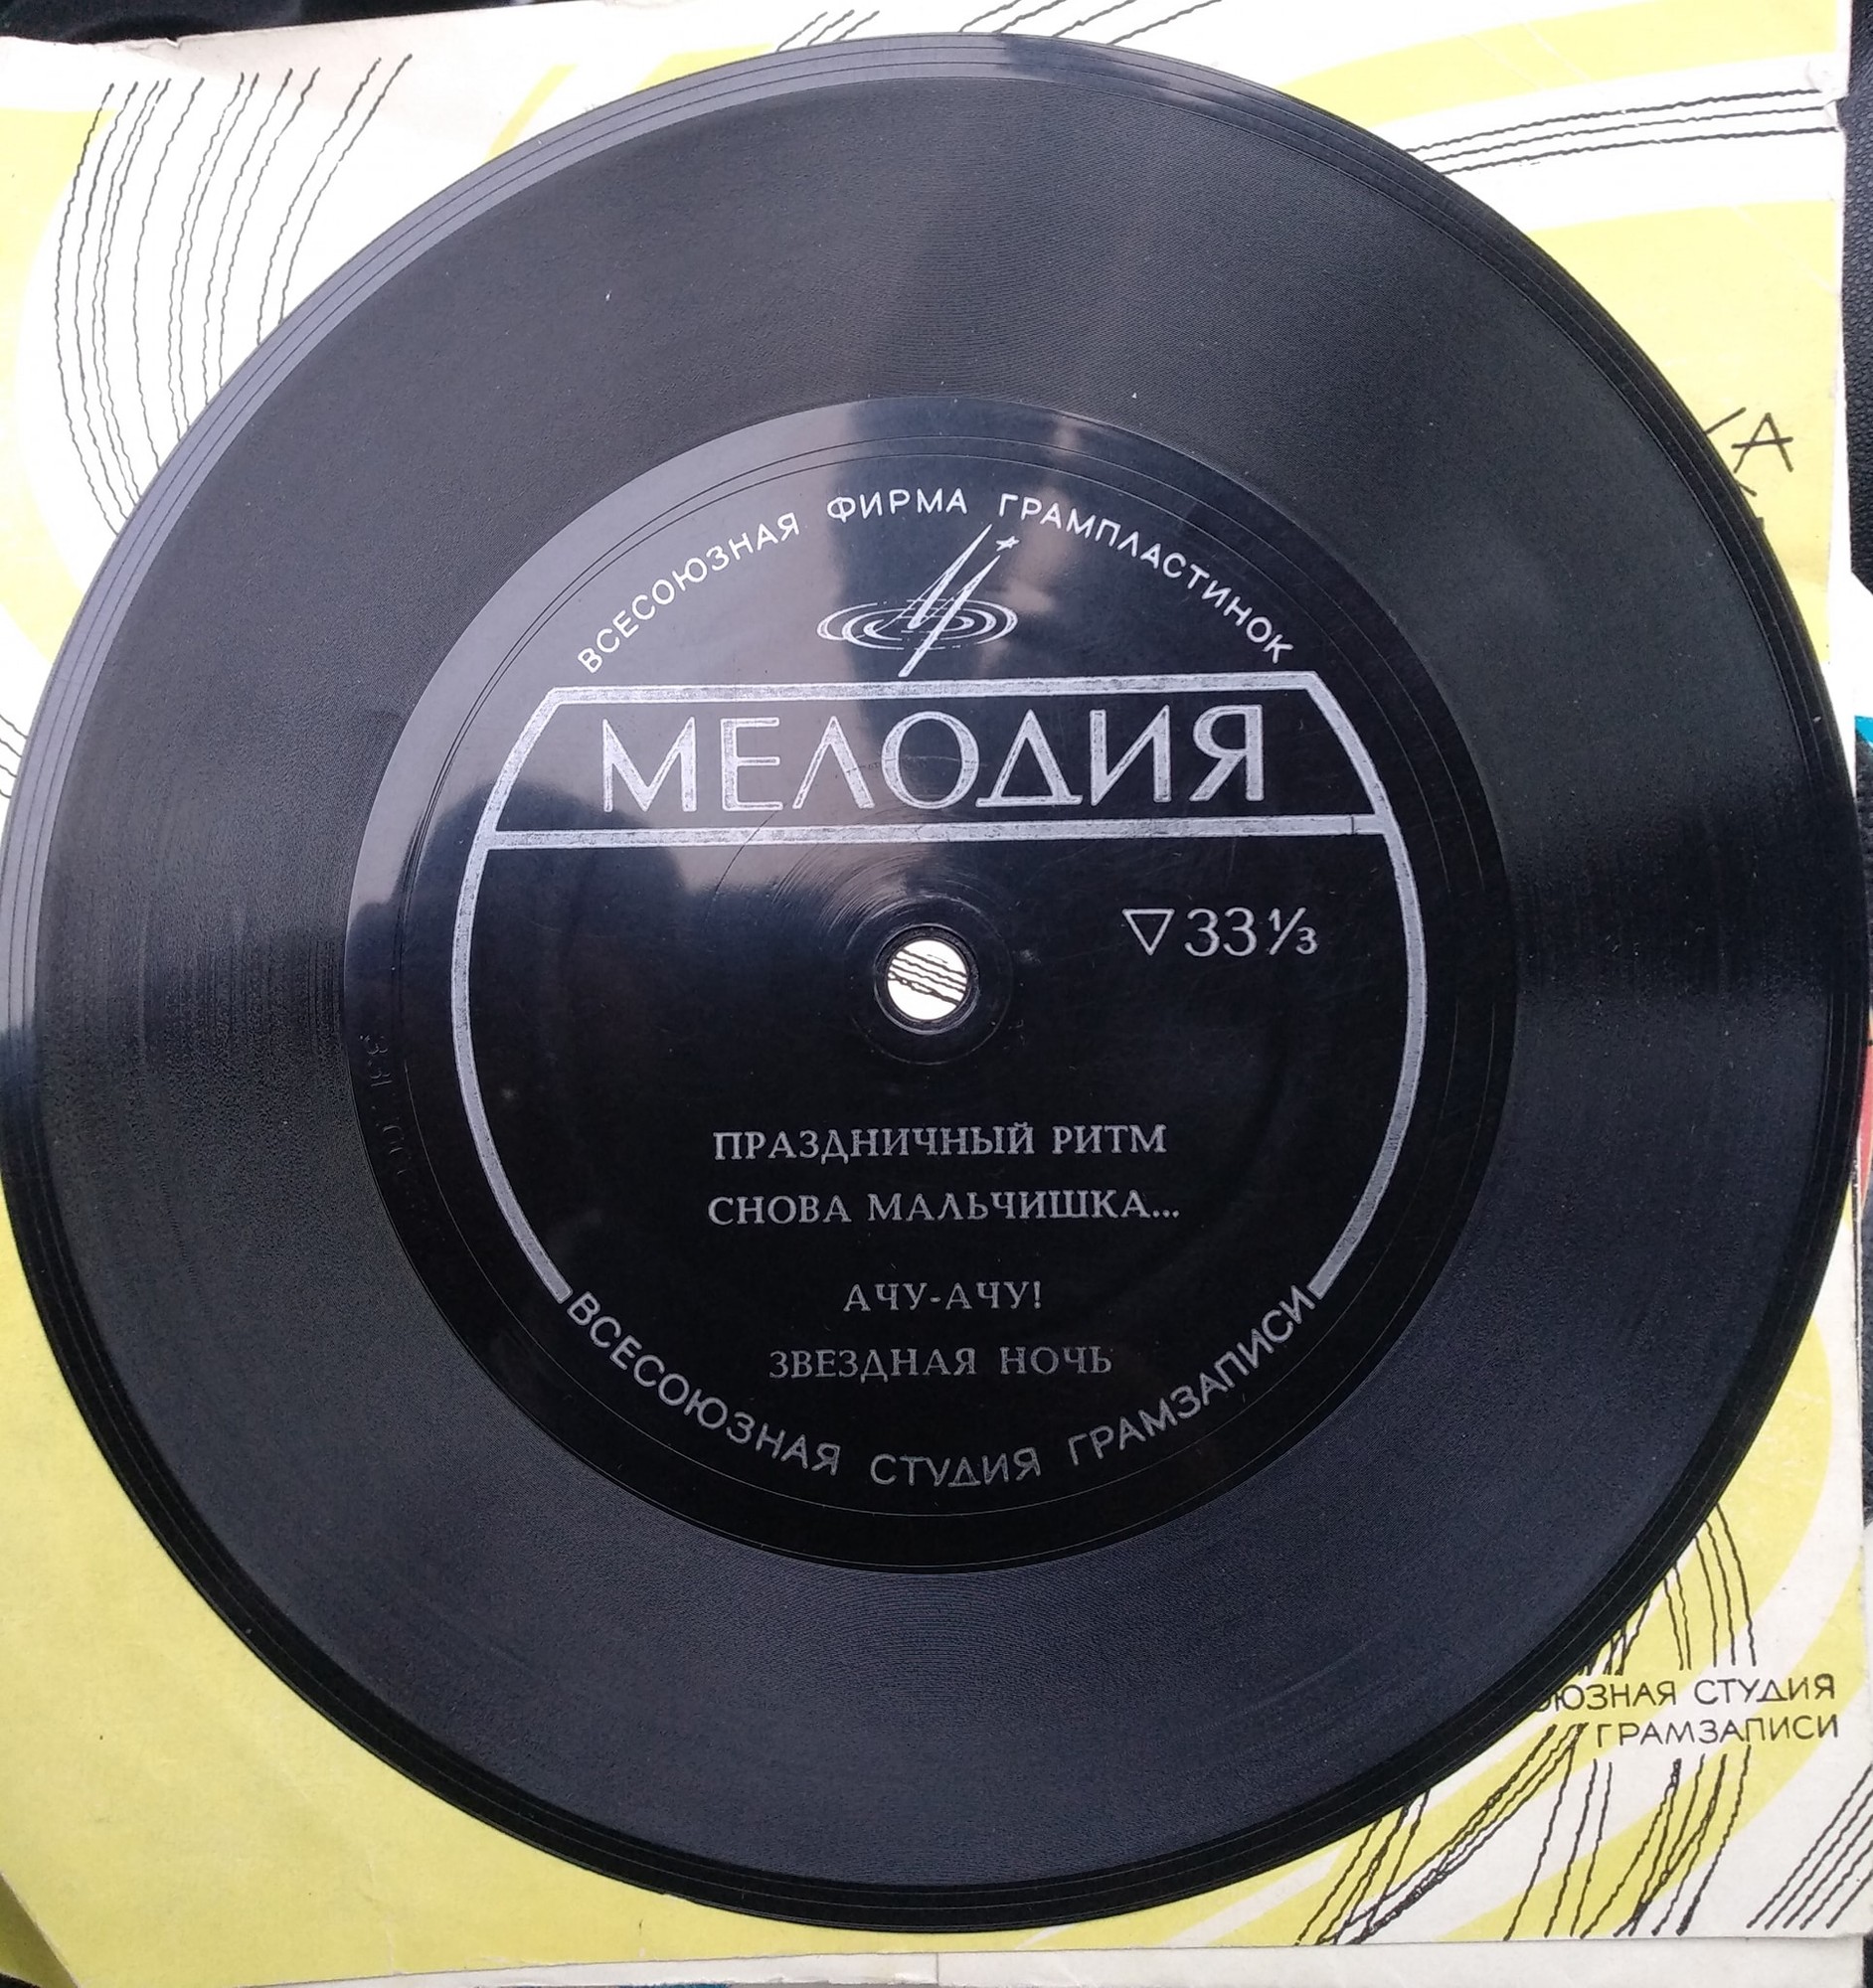 ВСЕСОЮЗНАЯ ФИРМА ГРАМПЛАСТИНОК
МЕЛОДИЯ
▽33⅓
ПРАЗДНИЧНЫЙ РИТМ
СНОВА МАЛЬЧИШКА...
АЧУ-АЧУ!
ЗВЕЗДНАЯ НОЧЬ
ВСЕСОЮЗНАЯ СТУДИЯ ГРАМЗАПИСИ
СТУДИЯ
ГРАМЗАПИСИ